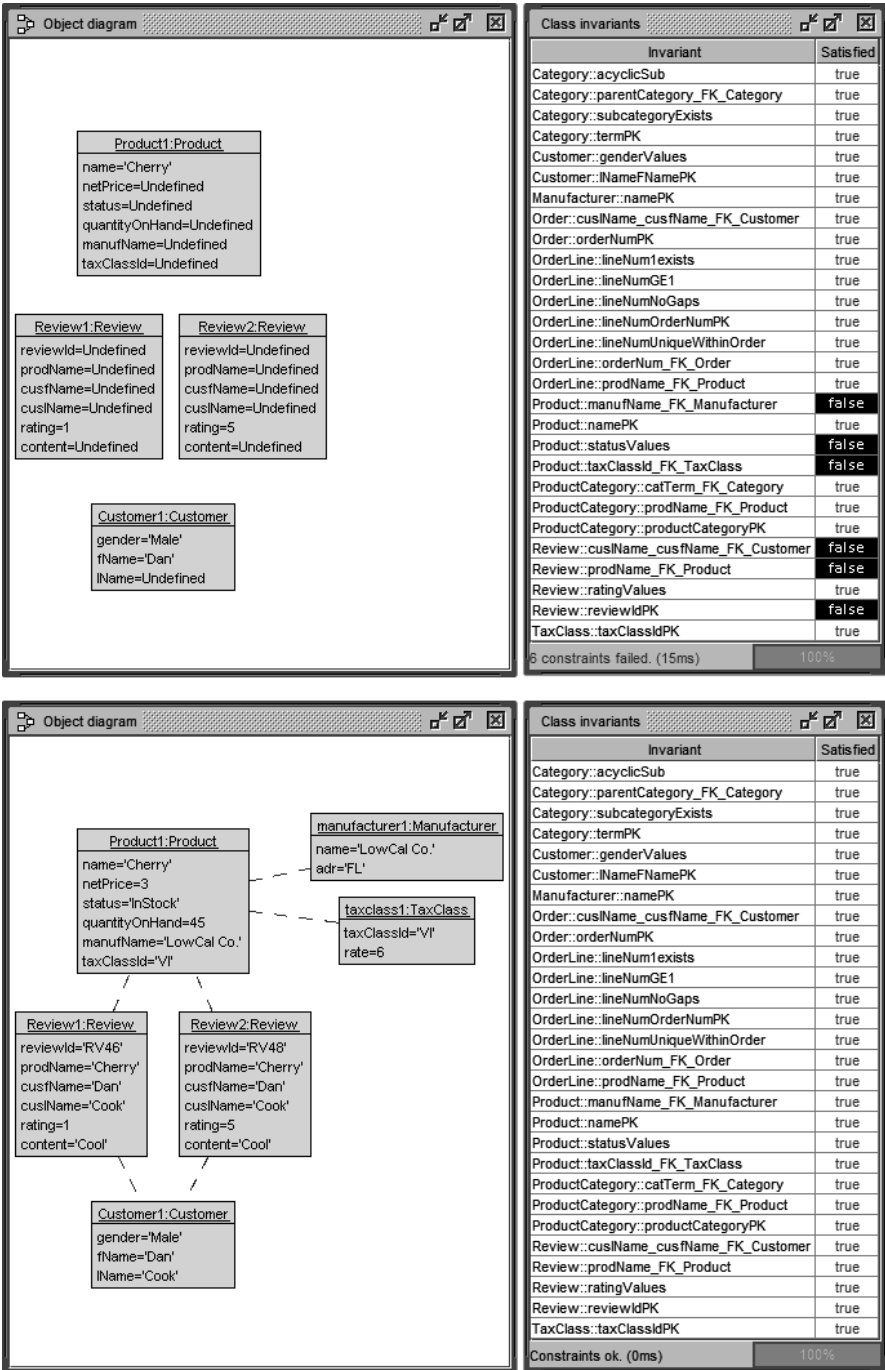 Object diagram
Product1:Product
name='Cherry'
netPrice=Undefined
status=Undefined
quantityOnHand=Undefined
manufName=Undefined
taxClassId=Undefined
Review1:Review
reviewId=Undefined
prodName=Undefined
cusfName=Undefined
cuslName=Undefined
rating=1
content=Undefined
Review2:Review
reviewId=Undefined
prodName=Undefined
cusfName=Undefined
cuslName=Undefined
rating=5
content=Undefined
Customer1:Customer
gender='Male'
fName='Dan'
lName=Undefined
Class invariants
Invariant Satisfied
Category::acyclicSub true
Category::parentCategory_FK_Category true
Category::subcategoryExists true
Category::termPK true
Customer::genderValues true
Customer::lNameFNamePK true
Manufacturer::namePK true
Order::cuslName_cusfName_FK_Customer true
Order::orderNumPK true
OrderLine::lineNum1exists true
OrderLine::lineNumGE1 true
OrderLine::lineNumNoGaps true
OrderLine::lineNumOrderNumPK true
OrderLine::lineNumUniqueWithinOrder true
OrderLine::orderNum_FK_Order true
OrderLine::prodName_FK_Product true
Product::manufName_FK_Manufacturer false
Product::namePK true
Product::statusValues false
Product::taxClassId_FK_TaxClass false
ProductCategory::catTerm_FK_Category true
ProductCategory::prodName_FK_Product true
ProductCategory::productCategoryPK true
Review::cuslName_cusfName_FK_Customer false
Review::prodName_FK_Product false
Review::ratingValues true
Review::reviewIdPK false
TaxClass::taxClassIdPK true
6 constraints failed. (15ms) 100%
Object diagram
Product1:Product
name='Cherry'
netPrice=3
status='InStock'
quantityOnHand=45
manufName='LowCal Co.'
taxClassId='VI'
manufacturer1:Manufacturer
name='LowCal Co.'
adr='FL'
taxclass1:TaxClass
taxClassId='VI'
rate=6
Review1:Review
reviewId='RV46'
prodName='Cherry'
cusfName='Dan'
cuslName='Cook'
rating=1
content='Cool'
Review2:Review
reviewId='RV48'
prodName='Cherry'
cusfName='Dan'
cuslName='Cook'
rating=5
content='Cool'
Customer1:Customer
gender='Male'
fName='Dan'
lName='Cook'
Class invariants
Invariant Satisfied
Category::acyclicSub true
Category::parentCategory_FK_Category true
Category::subcategoryExists true
Category::termPK true
Customer::genderValues true
Customer::lNameFNamePK true
Manufacturer::namePK true
Order::cuslName_cusfName_FK_Customer true
Order::orderNumPK true
OrderLine::lineNum1exists true
OrderLine::lineNumGE1 true
OrderLine::lineNumNoGaps true
OrderLine::lineNumOrderNumPK true
OrderLine::lineNumUniqueWithinOrder true
OrderLine::orderNum_FK_Order true
OrderLine::prodName_FK_Product true
Product::manufName_FK_Manufacturer true
Product::namePK true
Product::statusValues true
Product::taxClassId_FK_TaxClass true
ProductCategory::catTerm_FK_Category true
ProductCategory::prodName_FK_Product true
ProductCategory::productCategoryPK true
Review::cuslName_cusfName_FK_Customer true
Review::prodName_FK_Product true
Review::ratingValues true
Review::reviewIdPK true
TaxClass::taxClassIdPK true
Constraints ok. (0ms) 100%